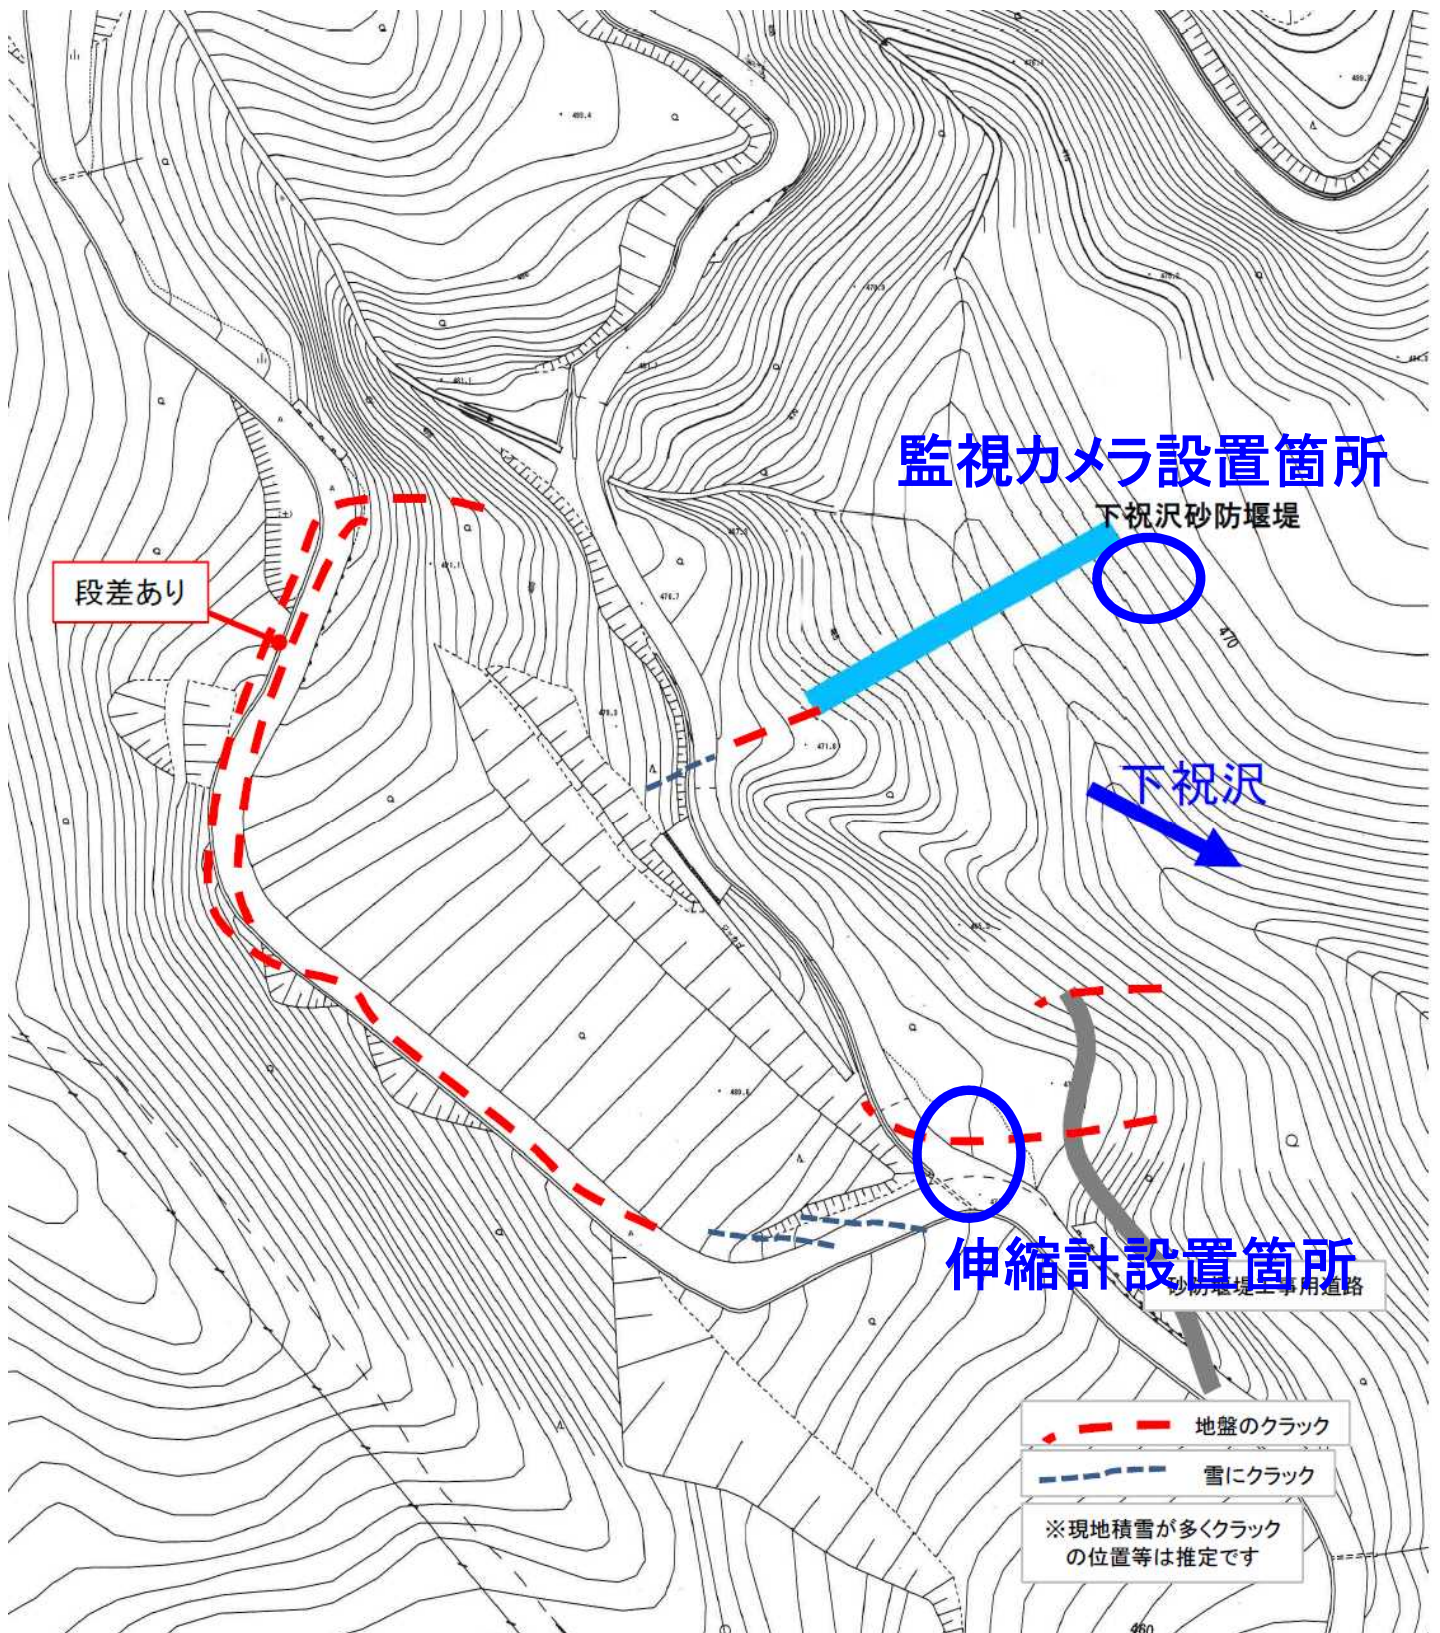 監視カメラ設置箇所
下祝沢砂防堰堤
段差あり
470
下祝沢
伸縮計設置箇所
砂防堰堤工事用道路
地盤のクラック
雪にクラック
※現地積雪が多くクラック
の位置等は推定です
460